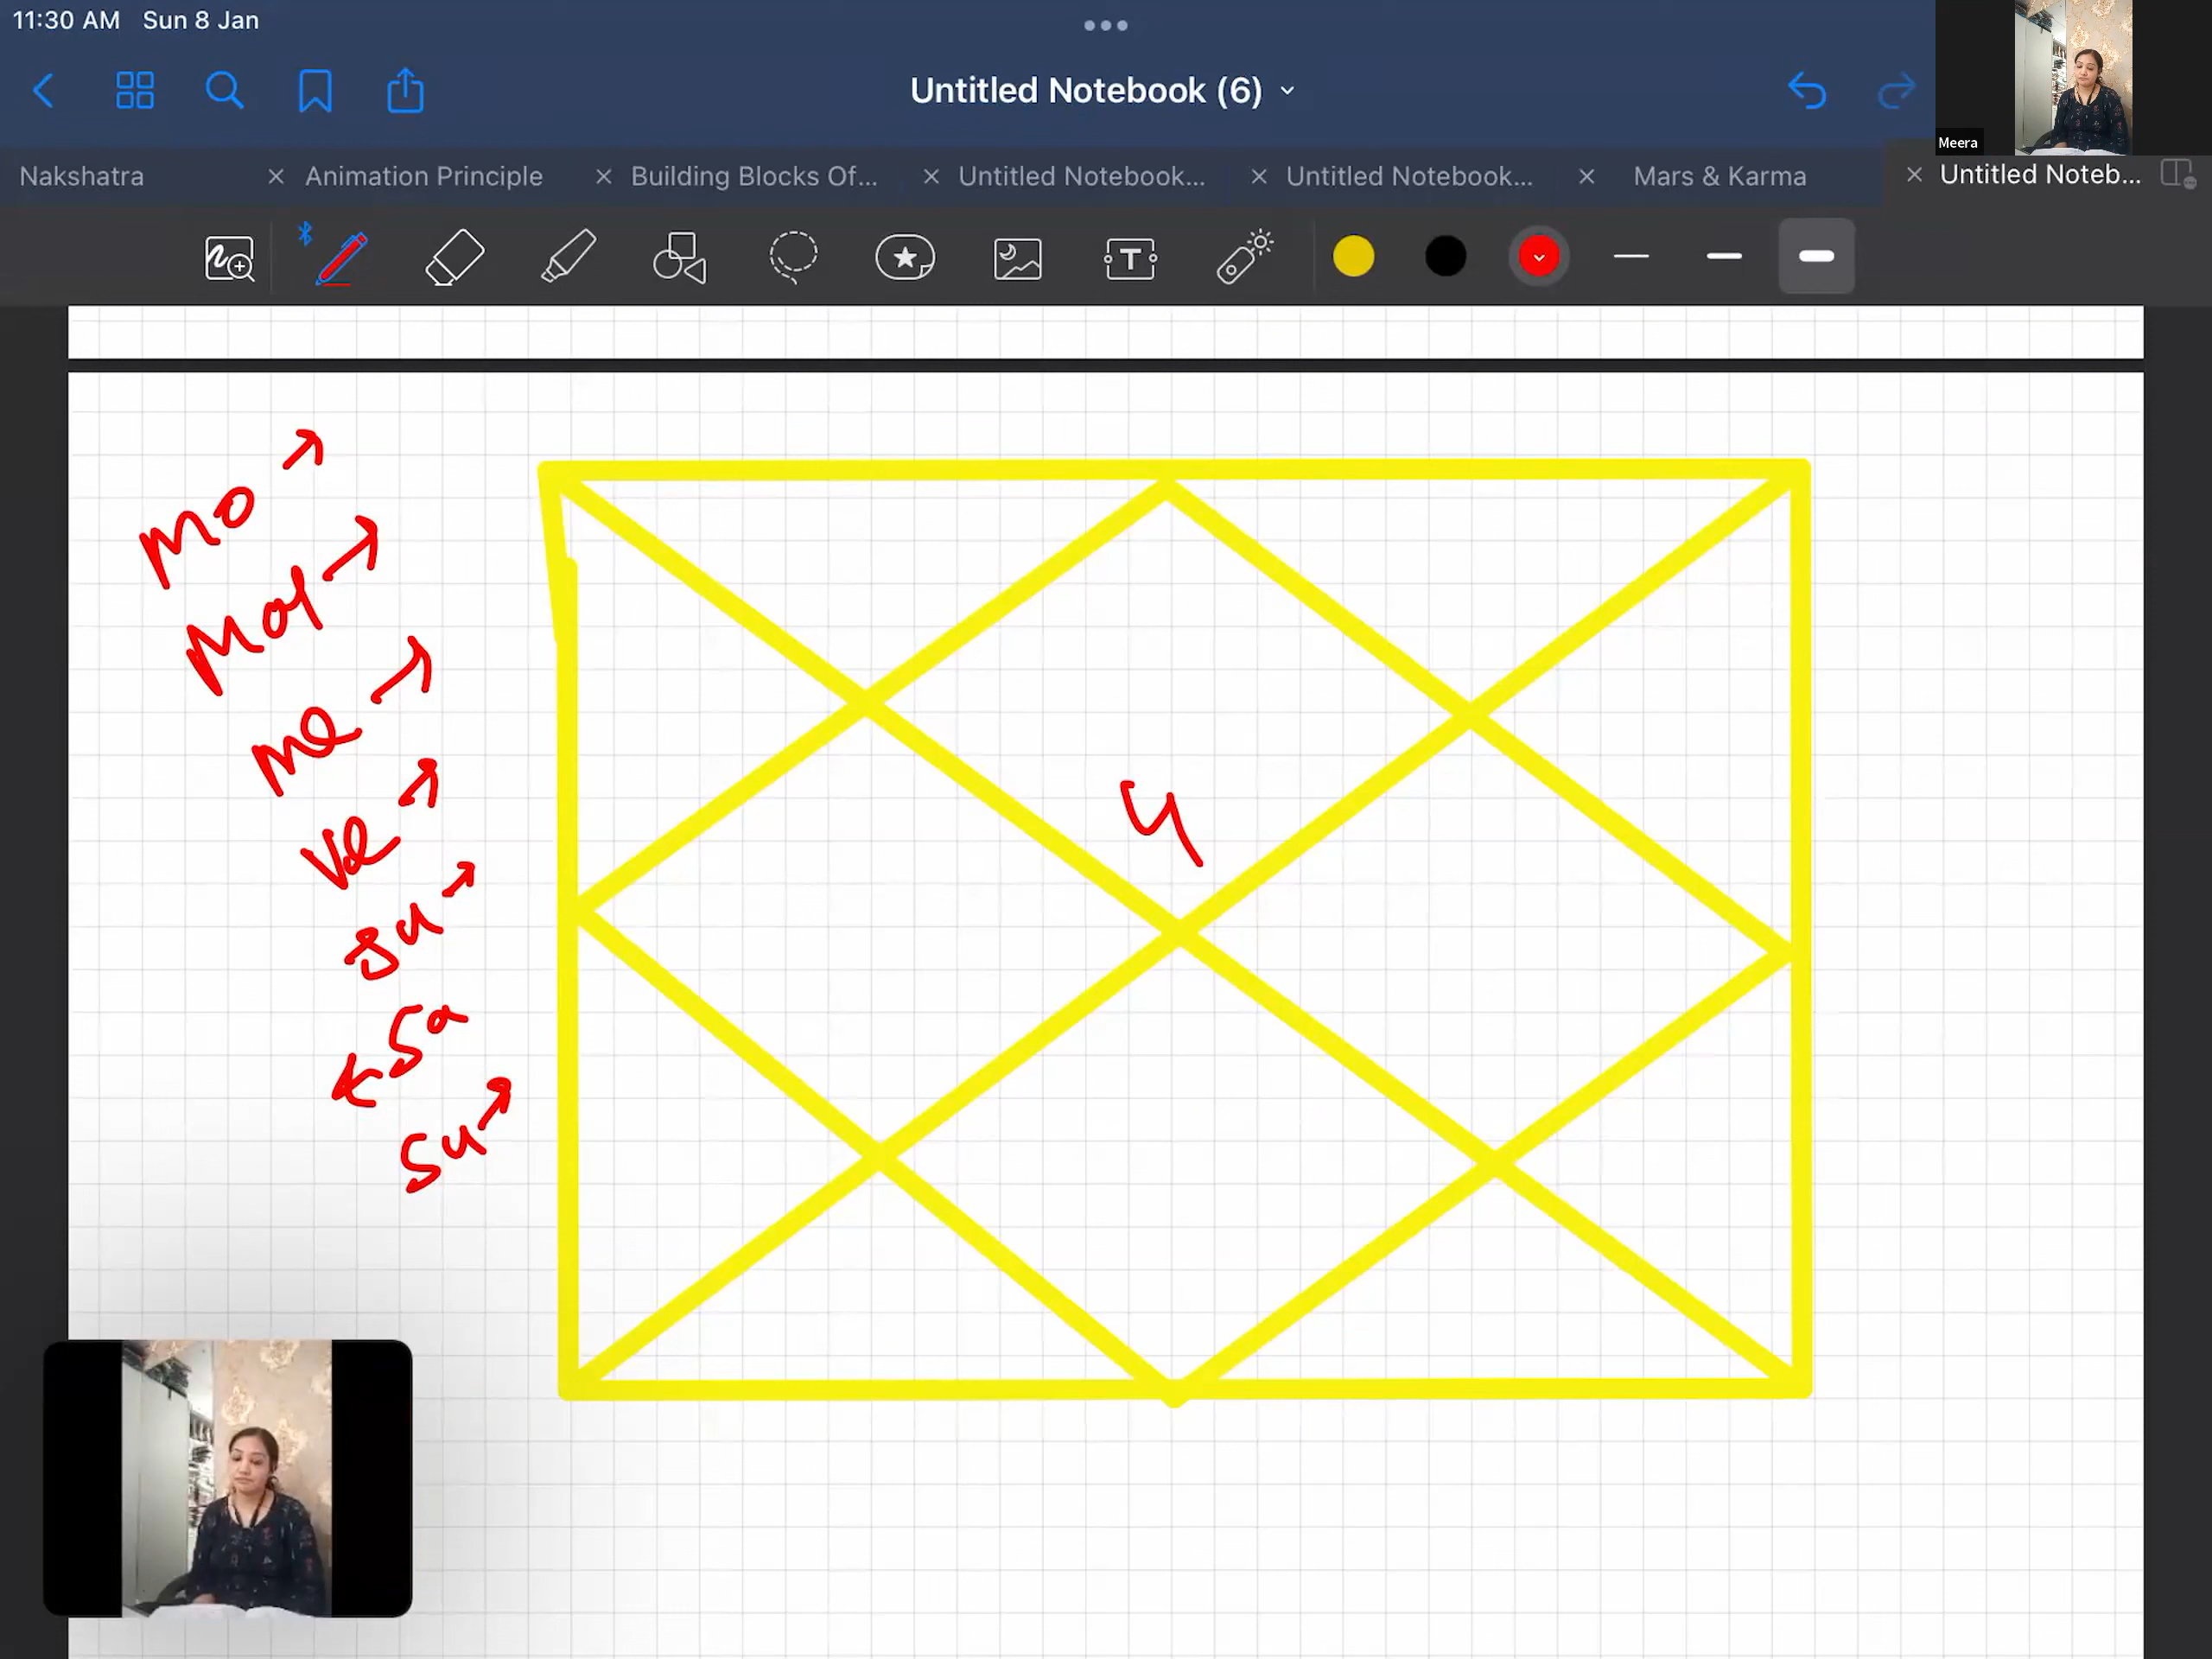 11:30 AM Sun 8 Jan
Untitled Notebook (6)
Meera
Nakshatra
Animation Principle
Building Blocks Of...
Untitled Notebook...
Untitled Notebook...
Mars & Karma
Untitled Noteb...
T
Mo →
Mar →
Me →
Ve →
Ju →
← Sa
Su →
4